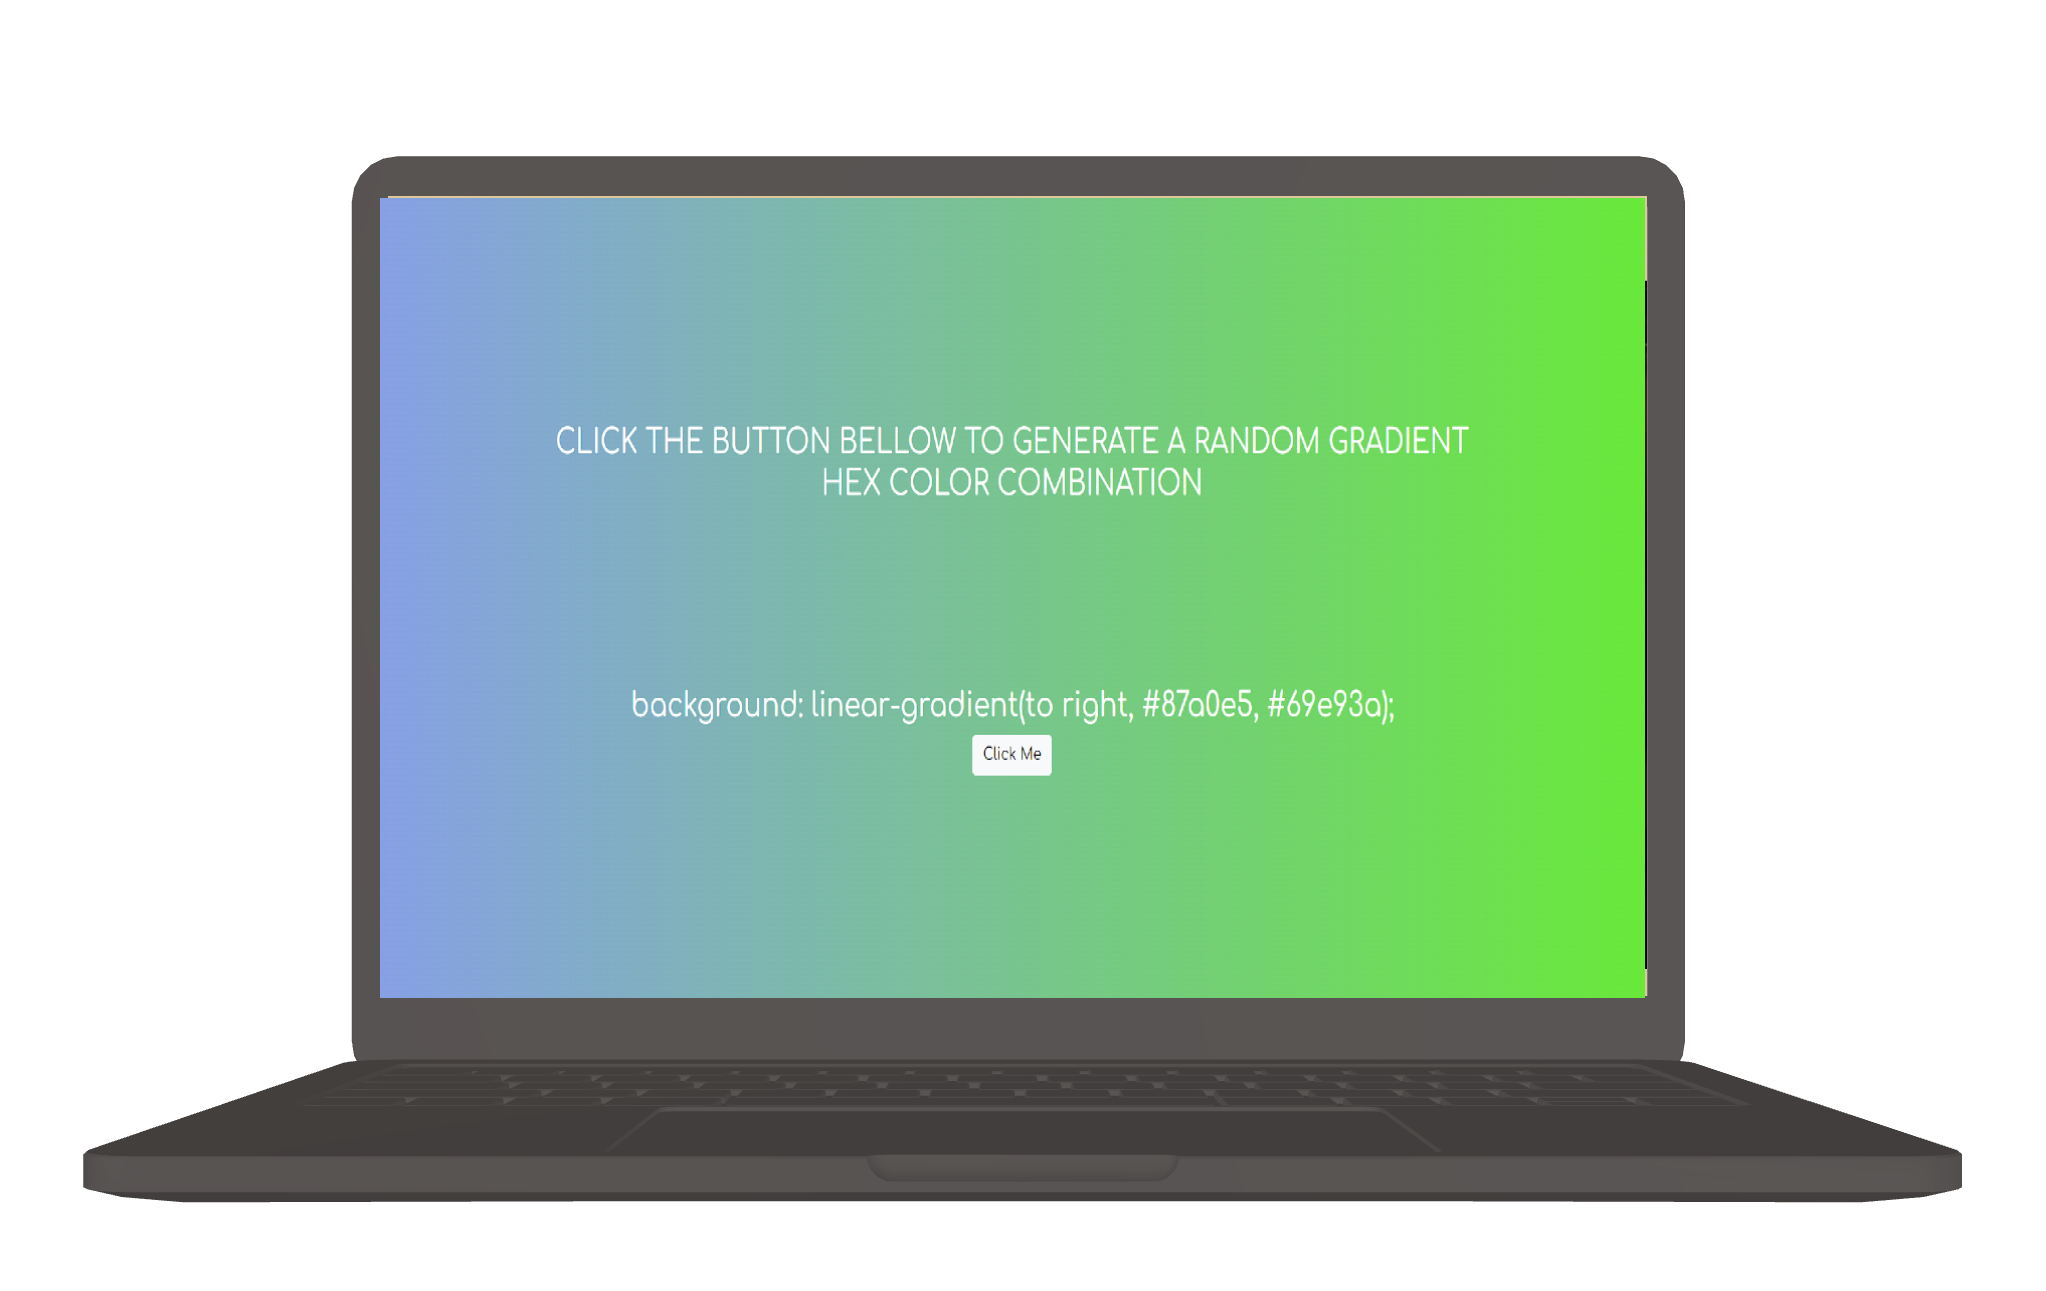 CLICK THE BUTTON BELLOW TO GENERATE A RANDOM GRADIENT
HEX COLOR COMBINATION
background: linear-gradient(to right, #87a0e5, #69e93a);
Click Me